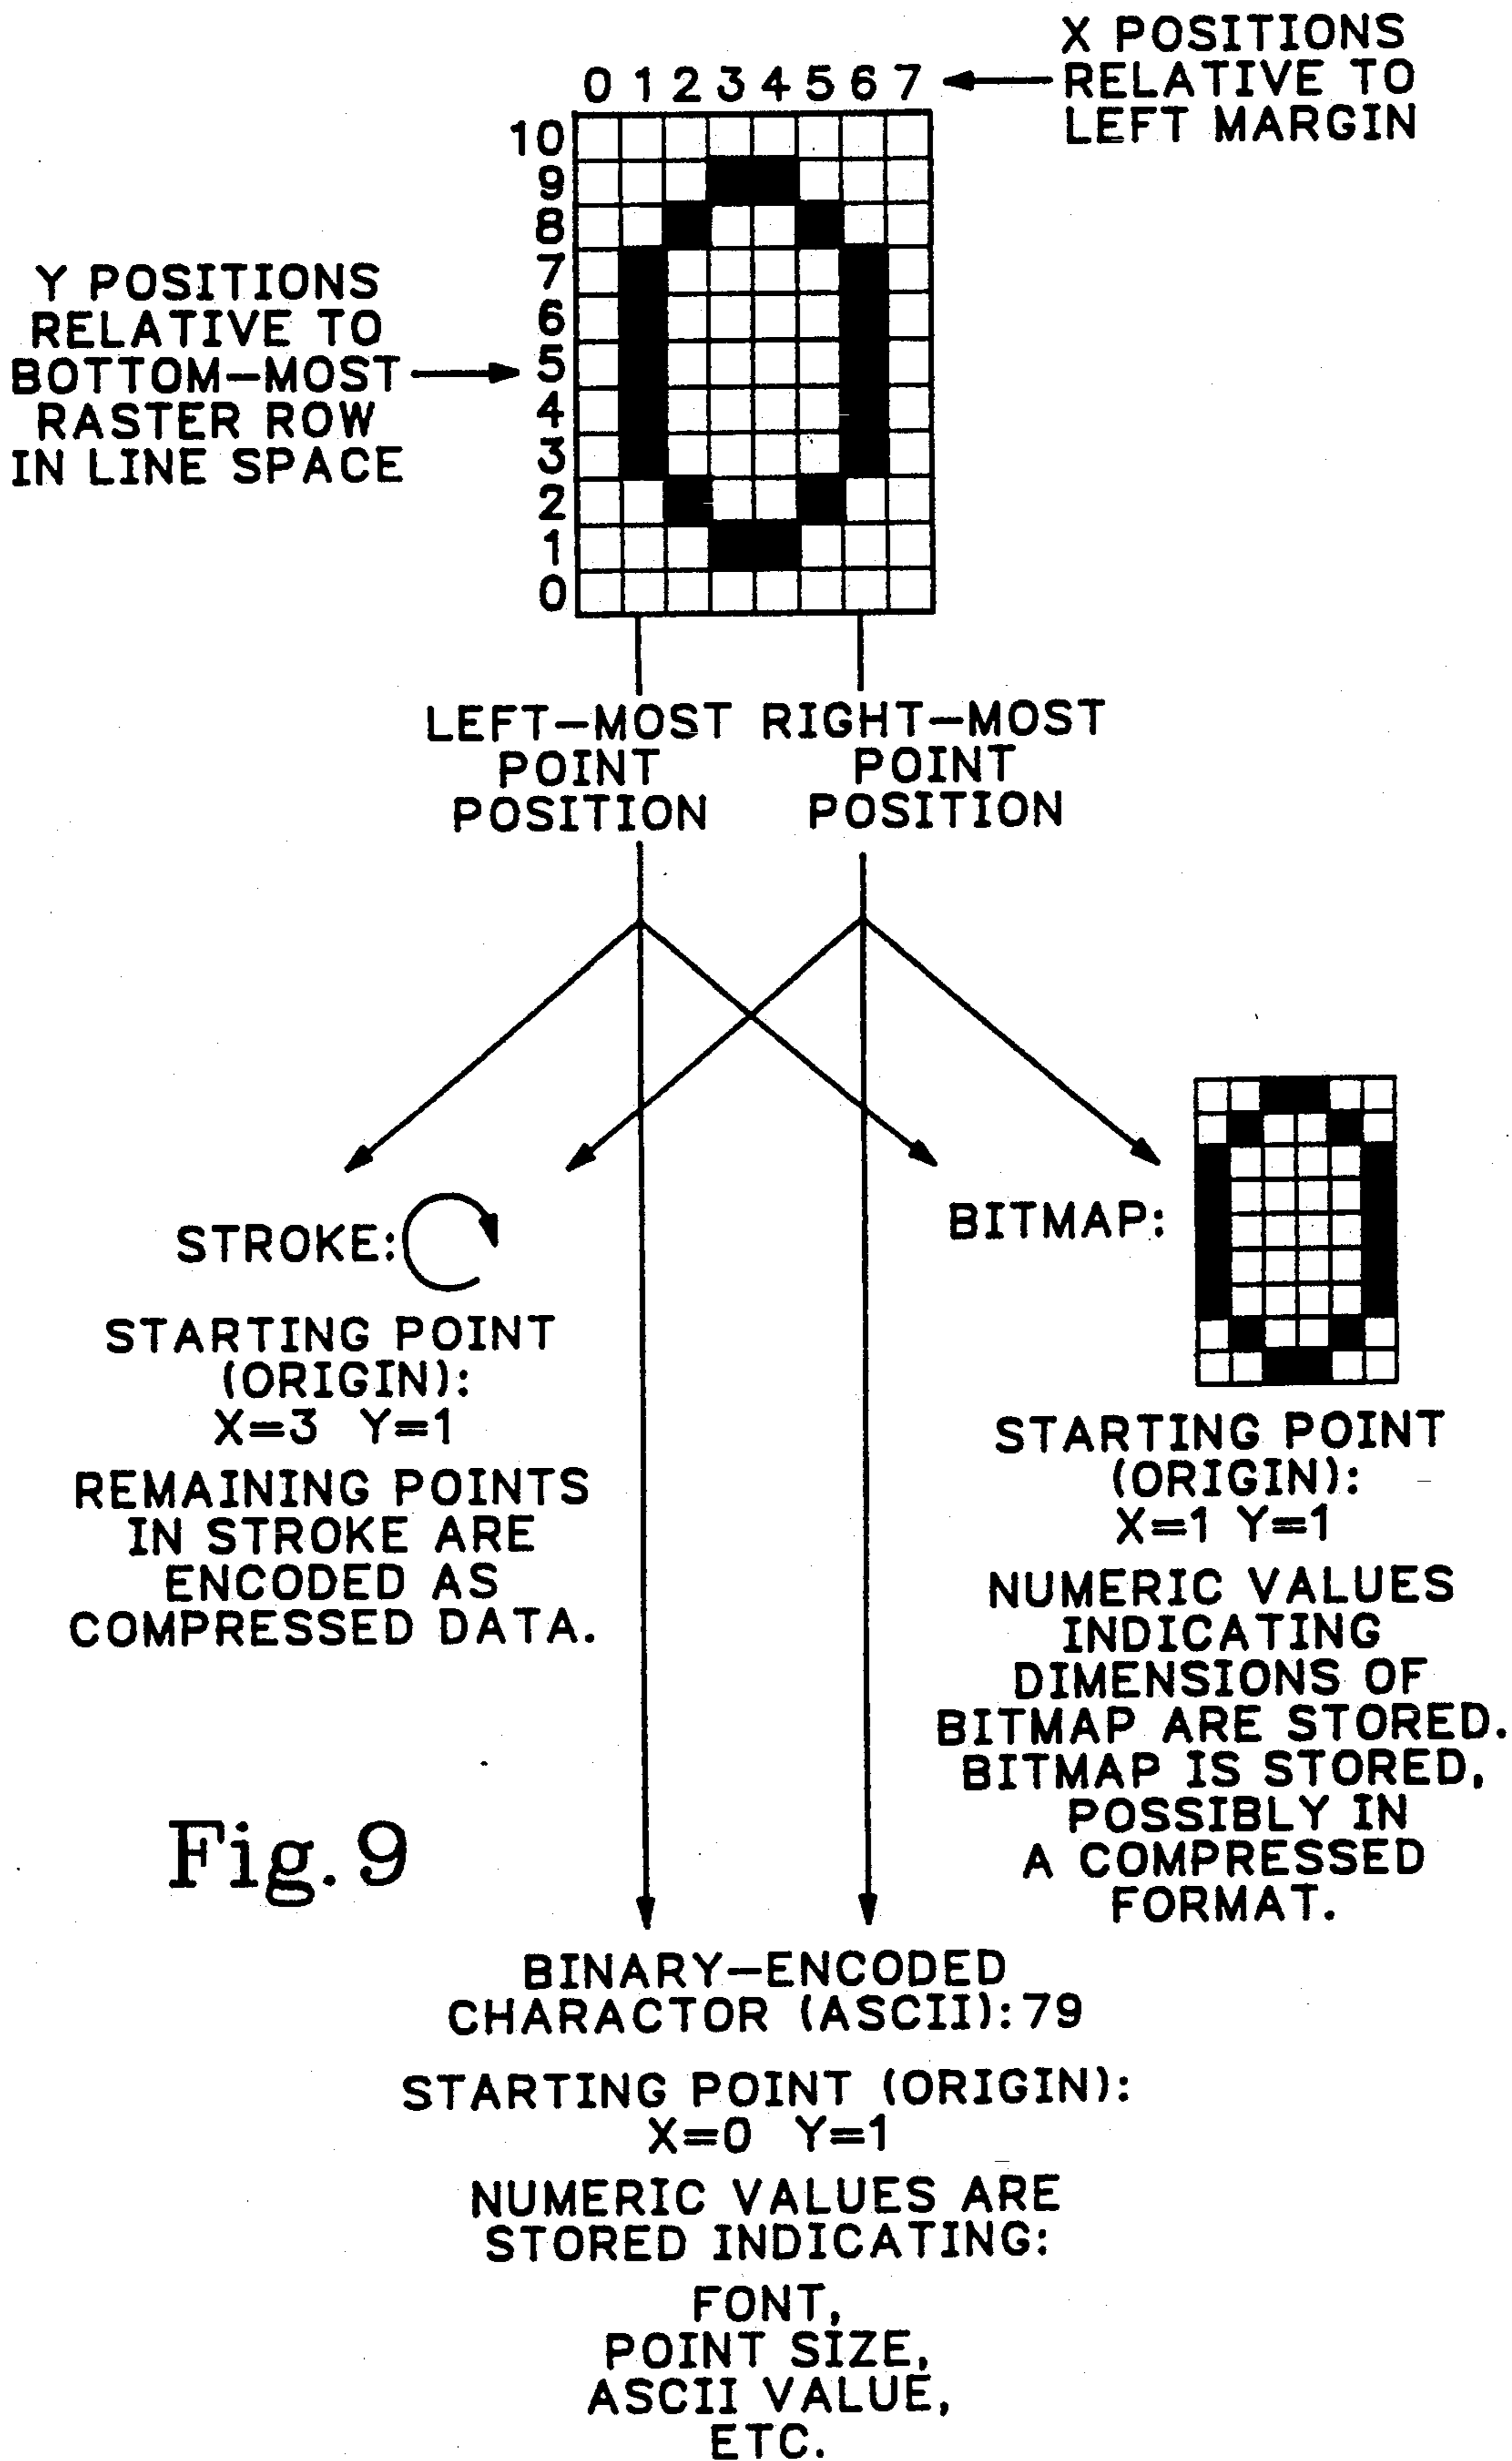 X POSITIONS
RELATIVE TO
LEFT MARGIN
0 1 2 3 4 5 6 7
10
9
8
7
6
5
4
3
2
1
0
Y POSITIONS
RELATIVE TO
BOTTOM-MOST
RASTER ROW
IN LINE SPACE
LEFT-MOST
POINT
POSITION
RIGHT-MOST
POINT
POSITION
STROKE:
STARTING POINT
(ORIGIN):
X=3 Y=1
REMAINING POINTS
IN STROKE ARE
ENCODED AS
COMPRESSED DATA.
BITMAP:
STARTING POINT
(ORIGIN):
X=1 Y=1
NUMERIC VALUES
INDICATING
DIMENSIONS OF
BITMAP ARE STORED.
BITMAP IS STORED,
POSSIBLY IN
A COMPRESSED
FORMAT.
Fig. 9
BINARY-ENCODED
CHARACTOR (ASCII): 79
STARTING POINT (ORIGIN):
X=0 Y=1
NUMERIC VALUES ARE
STORED INDICATING:
FONT,
POINT SIZE,
ASCII VALUE,
ETC.